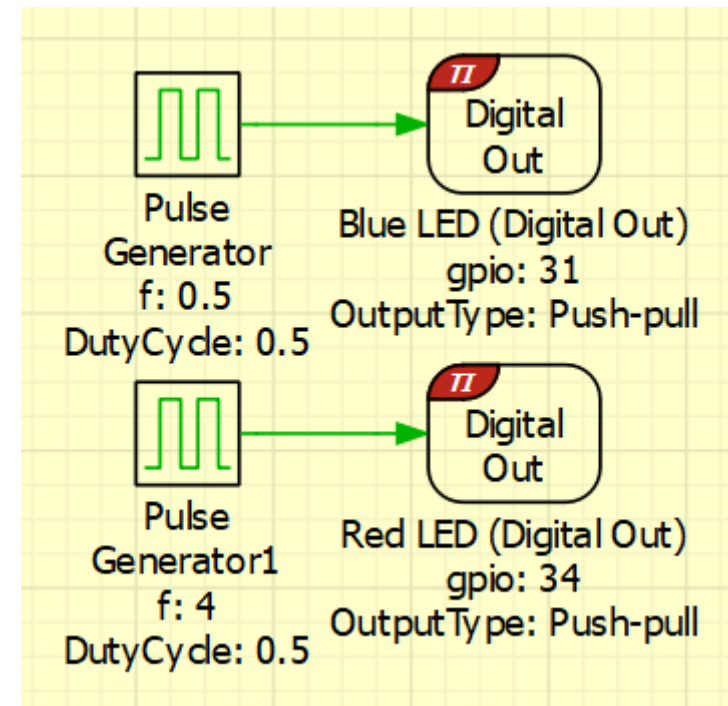 π
Digital
Out
Pulse
Generator
f: 0.5
DutyCycle: 0.5
Blue LED (Digital Out)
gpio: 31
OutputType: Push-pull
π
Digital
Out
Pulse
Generator1
f: 4
DutyCycle: 0.5
Red LED (Digital Out)
gpio: 34
OutputType: Push-pull